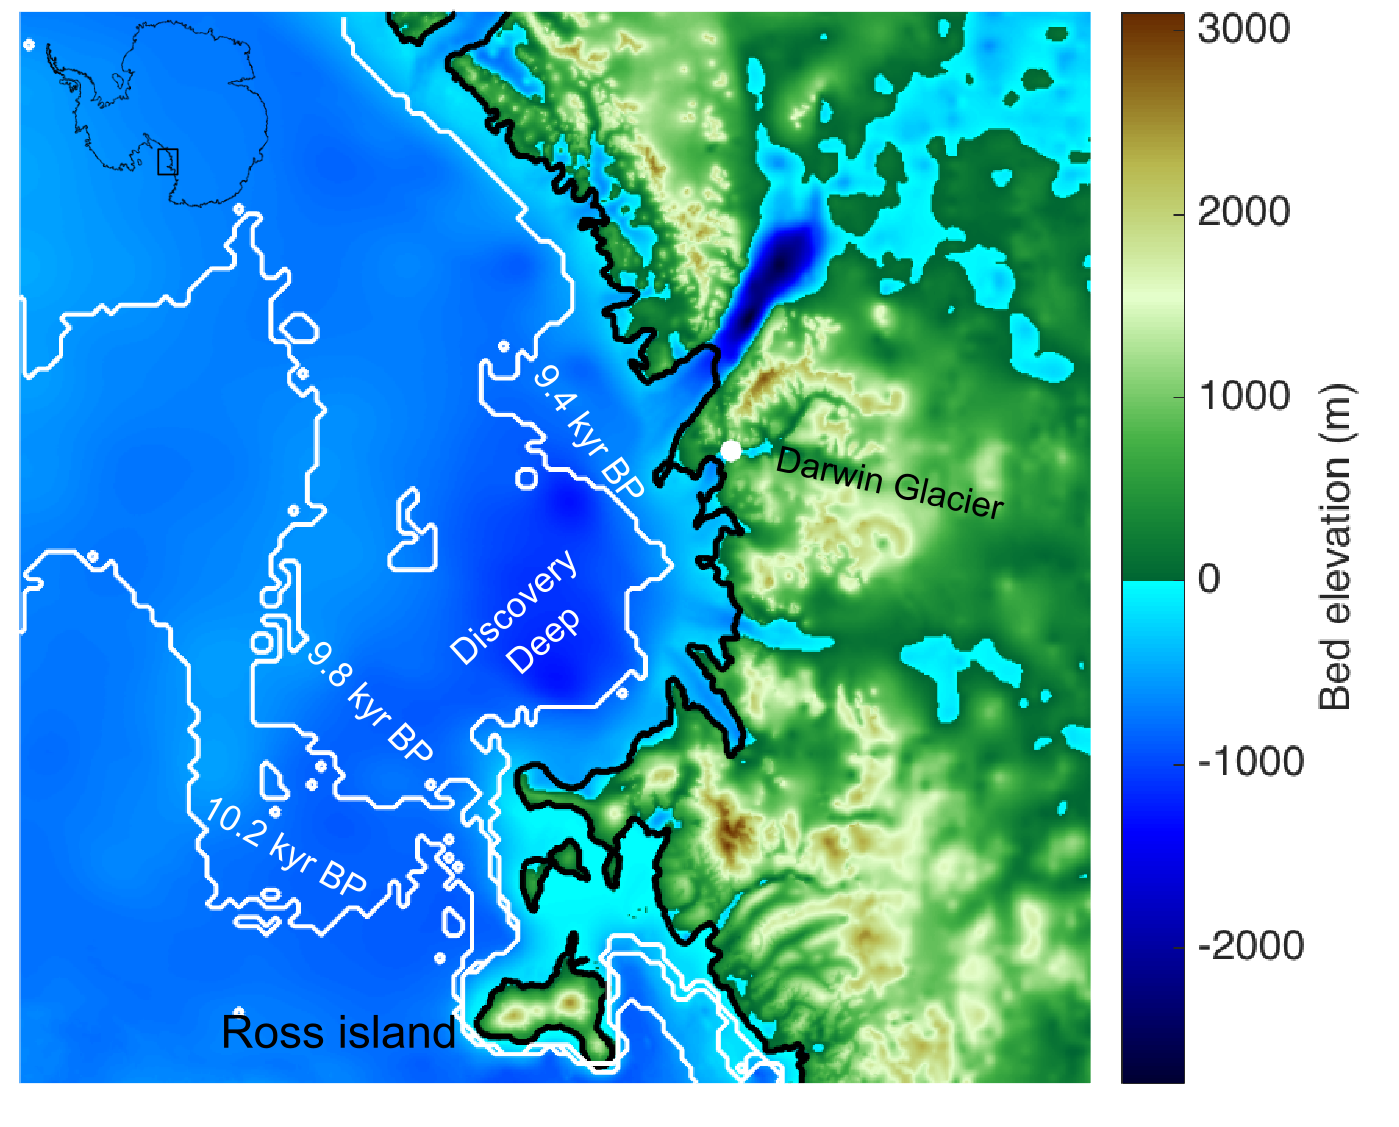 9.4 kyr BP
Darwin Glacier
Discovery
Deep
9.8 kyr BP
10.2 kyr BP
Ross island
3000
2000
1000
0
-1000
-2000
Bed elevation (m)